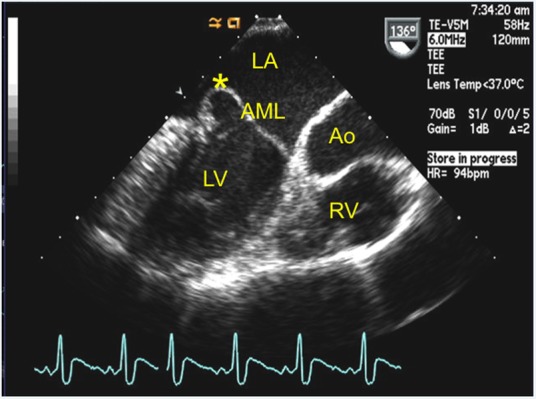 7:34:20 am
TE-V5M 58Hz
6.0MHz 120mm
TEE
TEE
Lens Temp<37.0°C
70dB S1/ 0/0/5
Gain= 1dB Δ=2
Store in progress
HR= 94bpm
136°
LA
*
AML
Ao
LV
RV